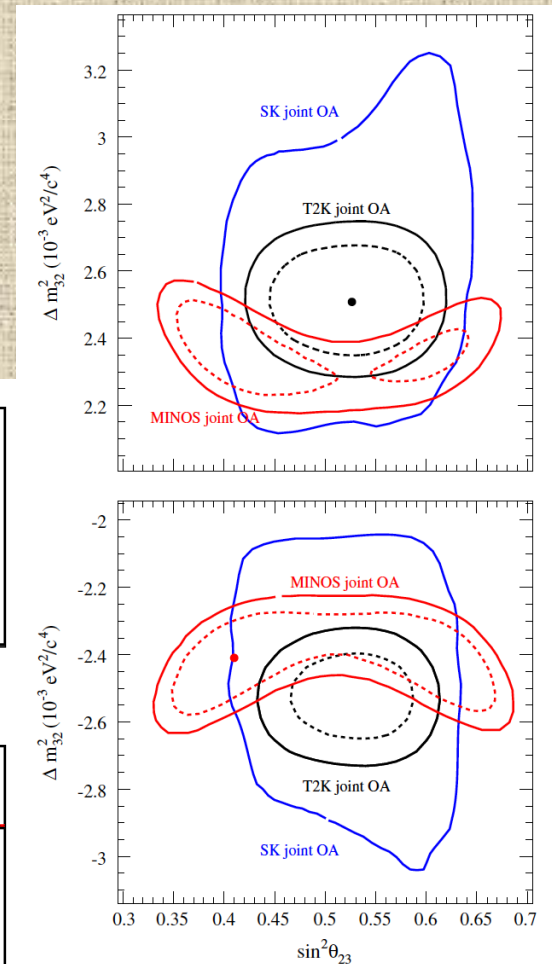 3.2
SK joint OA
3
T2K joint OA
2.8
2.6
2.4
2.2
MINOS joint OA
Δ m²₃₂ (10⁻³ eV²/c⁴)
-2
MINOS joint OA
-2.2
-2.4
-2.6
T2K joint OA
-2.8
SK joint OA
-3
Δ m²₃₂ (10⁻³ eV²/c⁴)
0.3 0.35 0.4 0.45 0.5 0.55 0.6 0.65 0.7
sin²θ₂₃